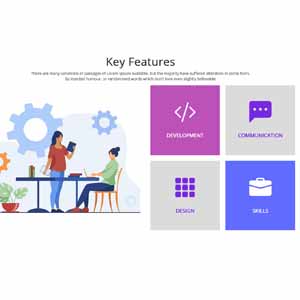 Key Features
There are many variations of passages of Lorem Ipsum available, but the majority have suffered alteration in some form,
by injected humour, or randomised words which don't look even slightly believable
DEVELOPMENT
COMMUNICATION
DESIGN
SKILLS